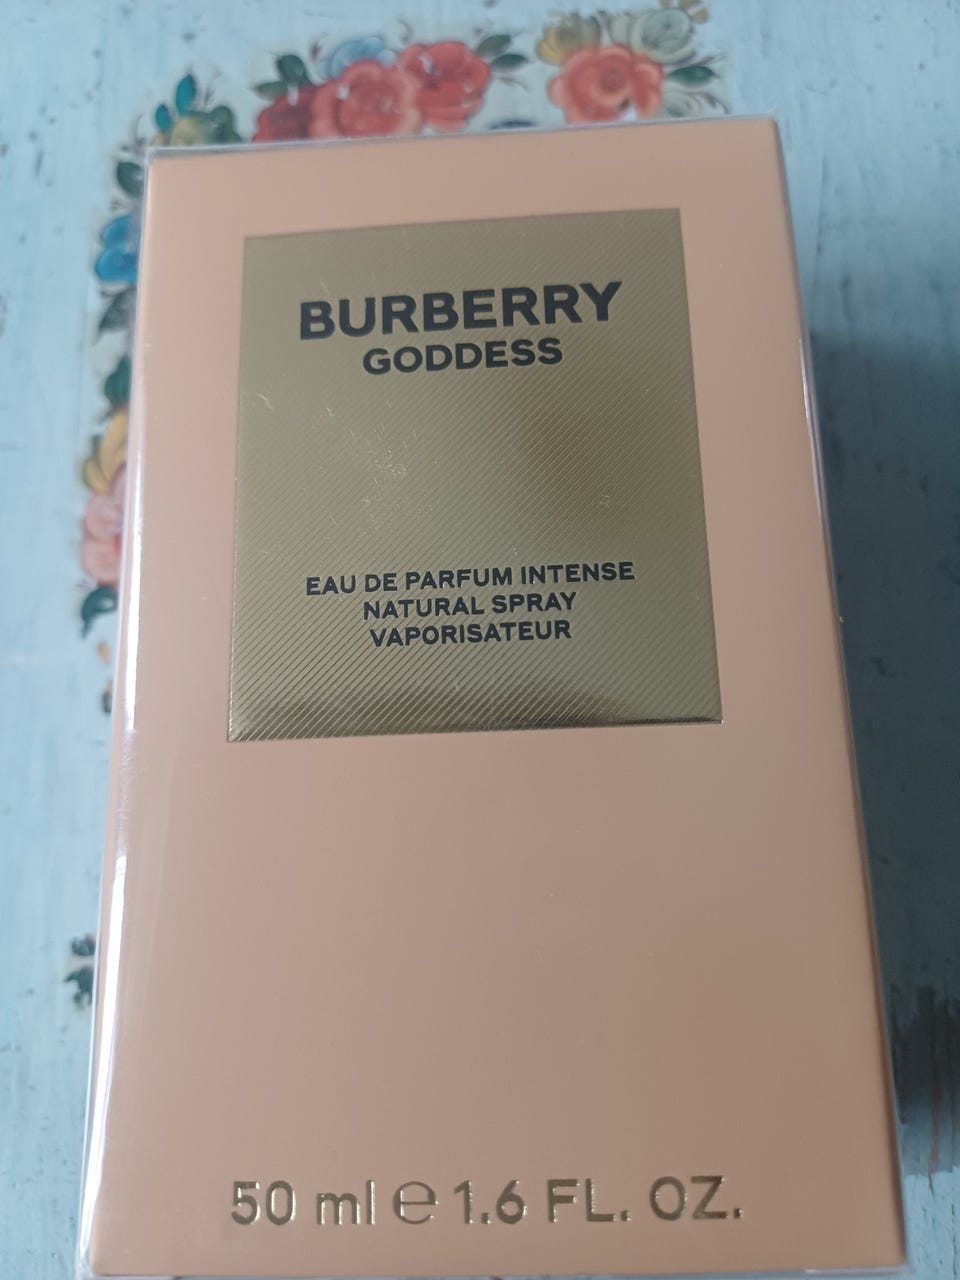 BURBERRY
GODDESS
EAU DE PARFUM INTENSE
NATURAL SPRAY
VAPORISATEUR
50 ml ℮ 1.6 FL. OZ.